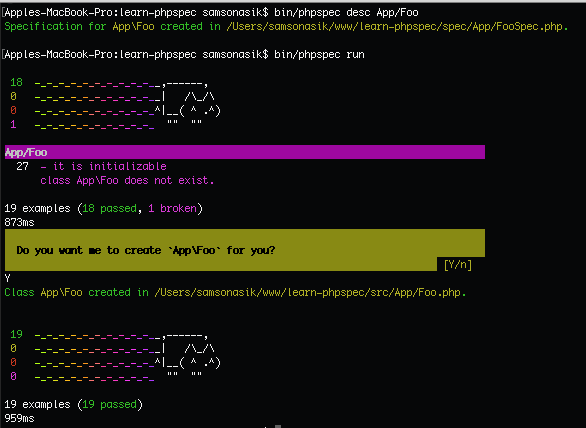 [Apples-MacBook-Pro:learn-phpspec samsonasik$ bin/phpspec desc App/Foo
Specification for App\Foo created in /Users/samsonasik/www/learn-phpspec/spec/App/FooSpec.php.
[Apples-MacBook-Pro:learn-phpspec samsonasik$ bin/phpspec run
18  -_-_-_-_-_-_-_,------,
0   -_-_-_-_-_-_-_|   /\_/\
0   -_-_-_-_-_-_-^|__( ^ .^)
1   -_-_-_-_-_-_-  ""  ""
App/Foo
27  - it is initializable
class App\Foo does not exist.
19 examples (18 passed, 1 broken)
873ms
Do you want me to create `App\Foo` for you?
[Y/n]
Y
Class App\Foo created in /Users/samsonasik/www/learn-phpspec/src/App/Foo.php.
19  -_-_-_-_-_-_-_,------,
0   -_-_-_-_-_-_-_|   /\_/\
0   -_-_-_-_-_-_-^|__( ^ .^)
0   -_-_-_-_-_-_-  ""  ""
19 examples (19 passed)
959ms